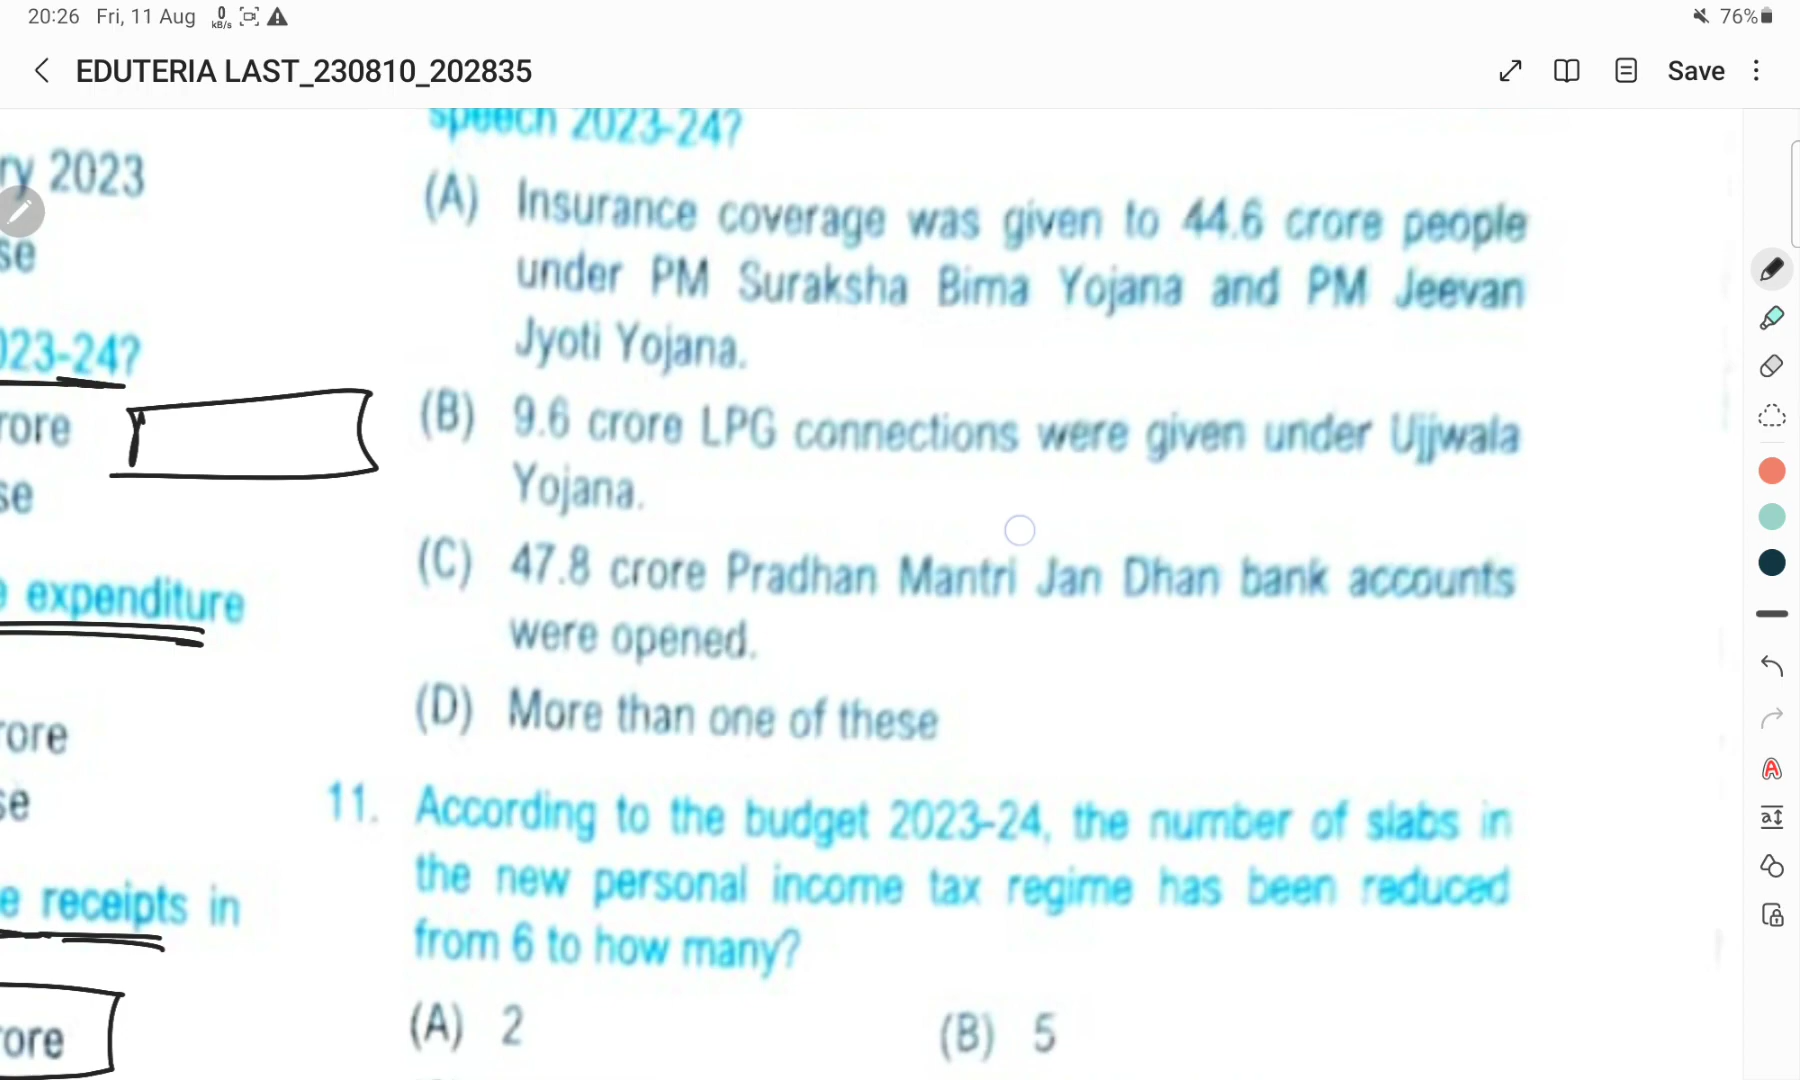 20:26 Fri, 11 Aug 0 kB/s 76%
EDUTERIA LAST_230810_202835 Save
ry 2023
se
023-24?
rore
se
e expenditure
rore
se
e receipts in
rore
speech 2023-24?
(A) Insurance coverage was given to 44.6 crore people
under PM Suraksha Bima Yojana and PM Jeevan
Jyoti Yojana.
(B) 9.6 crore LPG connections were given under Ujjwala
Yojana.
(C) 47.8 crore Pradhan Mantri Jan Dhan bank accounts
were opened.
(D) More than one of these
11. According to the budget 2023-24, the number of slabs in
the new personal income tax regime has been reduced
from 6 to how many?
(A) 2 (B) 5